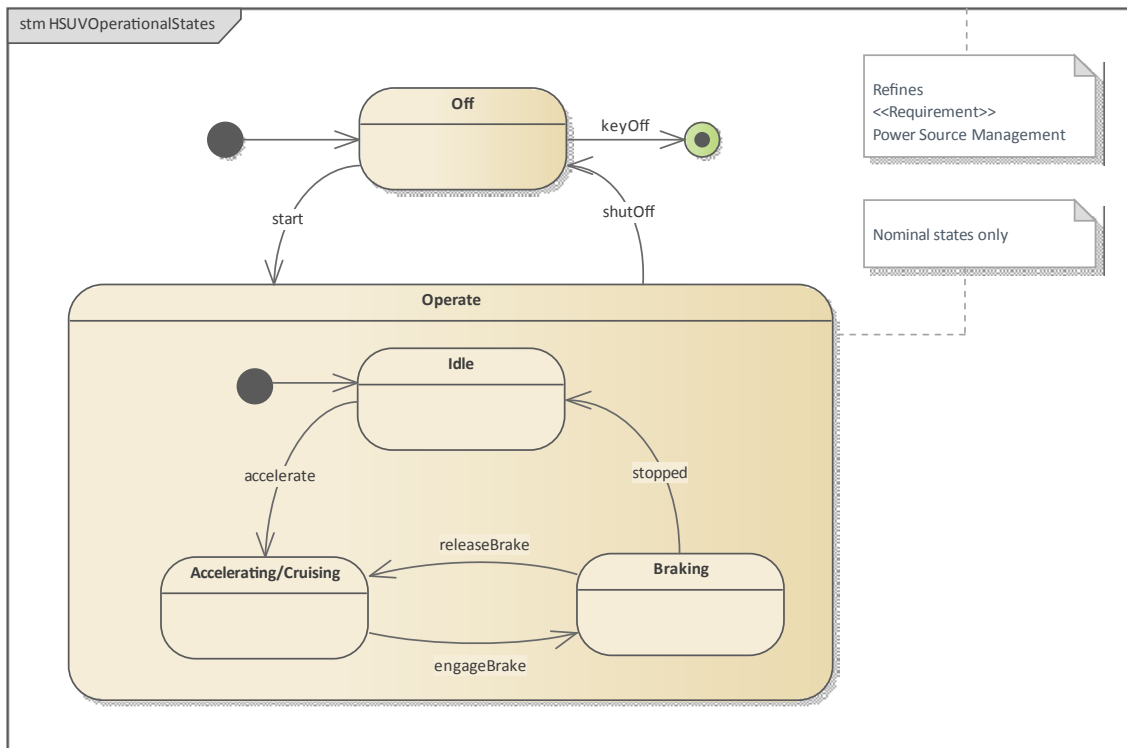 stm HSUVOperationalStates
Off
keyOff
Refines
<<Requirement>>
Power Source Management
start
shutOff
Nominal states only
Operate
Idle
accelerate
stopped
releaseBrake
Accelerating/Cruising
Braking
engageBrake